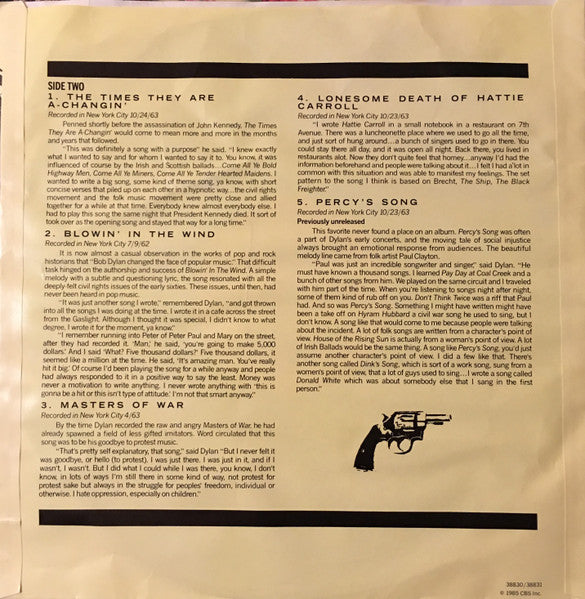 SIDE TWO
1. THE TIMES THEY ARE
A-CHANGIN'
Recorded in New York City 10/24/63
Penned shortly before the assassination of John Kennedy, The Times
They Are A-Changin' would come to mean more and more in the months
and years that followed.
"This was definitely a song with a purpose" he said. "I knew exactly
what I wanted to say and for whom I wanted to say it to. You know, it was
influenced of course by the Irish and Scottish ballads...Come All Ye Bold
Highway Men, Come All Ye Miners, Come All Ye Tender Hearted Maidens. I
wanted to write a big song, some kind of theme song, ya know, with short
concise verses that piled up on each other in a hypnotic way...the civil rights
movement and the folk music movement were pretty close and allied
together for a while at that time. Everybody knew almost everybody else. I
had to play this song the same night that President Kennedy died. It sort of
took over as the opening song and stayed that way for a long time."
2. BLOWIN' IN THE WIND
Recorded in New York City 7/9/62
It is now almost a casual observation in the works of pop and rock
historians that "Bob Dylan changed the face of popular music." That difficult
task hinged on the authorship and success of Blowin' In The Wind. A simple
melody with a subtle and questioning lyric, the song resonated with all the
deeply felt civil rights issues of the early sixties. These issues, until then, had
never been heard in pop music.
"It was just another song I wrote," remembered Dylan, "and got thrown
into all the songs I was doing at the time. I wrote it in a cafe across the street
from the Gaslight. Although I thought it was special, I didn't know to what
degree. I wrote it for the moment, ya know."
"I remember running into Peter of Peter Paul and Mary on the street,
after they had recorded it. 'Man,' he said, 'you're going to make 5,000
dollars.' And I said 'What? Five thousand dollars?' Five thousand dollars, it
seemed like a million at the time. He said, 'It's amazing man. You've really
hit it big.' Of course I'd been playing the song for a while anyway and people
had always responded to it in a positive way to say the least. Money was
never a motivation to write anything. I never wrote anything with 'this is
gonna be a hit or this isn't type of attitude.' I'm not that smart anyway."
3. MASTERS OF WAR
Recorded in New York City 4/63
By the time Dylan recorded the raw and angry Masters of War, he had
already spawned a field of less gifted imitators. Word circulated that this
song was to be his goodbye to protest music.
"That's pretty self explanatory, that song," said Dylan "But I never felt it
was goodbye, or hello (to protest). I was just there. I was just in it, and if I
wasn't, I wasn't. But I did what I could while I was there, you know, I don't
know, in lots of ways I'm still there in some kind of way, not protest for
protest sake but always in the struggle for peoples' freedom, individual or
otherwise. I hate oppression, especially on children."
4. LONESOME DEATH OF HATTIE
CARROLL
Recorded in New York City 10/23/63
"I wrote Hattie Carroll in a small notebook in a restaurant on 7th
Avenue. There was a luncheonette place where we used to go all the time,
and just sort of hung around...a bunch of singers used to go in there. You
could stay there all day, and it was open all night. Back there, you lived in
restaurants alot. Now they don't quite feel that homey...anyway I'd had the
information beforehand and people were talking about it...I felt I had a lot in
common with this situation and was able to manifest my feelings. The set
pattern to the song I think is based on Brecht, The Ship, The Black
Freighter."
5. PERCY'S SONG
Recorded in New York City 10/23/63
Previously unreleased
This favorite never found a place on an album. Percy's Song was often
a part of Dylan's early concerts, and the moving tale of social injustice
always brought an emotional response from audiences. The beautiful
melody line came from folk artist Paul Clayton.
"Paul was just an incredible songwriter and singer," said Dylan. "He
must have known a thousand songs. I learned Pay Day at Coal Creek and a
bunch of other songs from him. We played on the same circuit and I traveled
with him part of the time. When you're listening to songs night after night,
some of them kind of rub off on you. Don't Think Twice was a riff that Paul
had. And so was Percy's Song. Something I might have written might have
been a take off on Hyram Hubbard a civil war song he used to sing, but I
don't know. A song like that would come to me because people were talking
about the incident. A lot of folk songs are written from a character's point of
view. House of the Rising Sun is actually from a woman's point of view. A lot
of Irish Ballads would be the same thing. A song like Percy's Song, you'd just
assume another character's point of view. I did a few like that. There's
another song called Dink's Song, which is sort of a work song, sung from a
women's point of view, that a lot of guys used to sing...I wrote a song called
Donald White which was about somebody else that I sang in the first
person."
38830/38831
© 1985 CBS Inc.